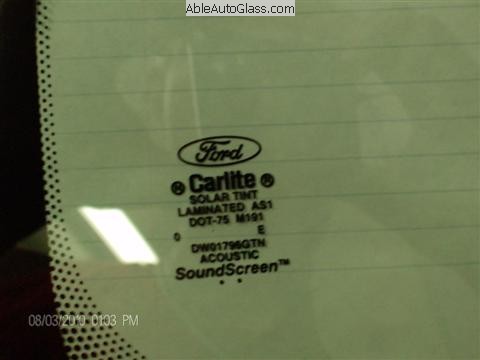 AbleAutoGlass.com
Ford
® Carlite ®
SOLAR TINT
LAMINATED AS1
DOT-75 M191
0 E
DW01796GTN
ACOUSTIC
SoundScreen™
08/03/2010 01:03 PM